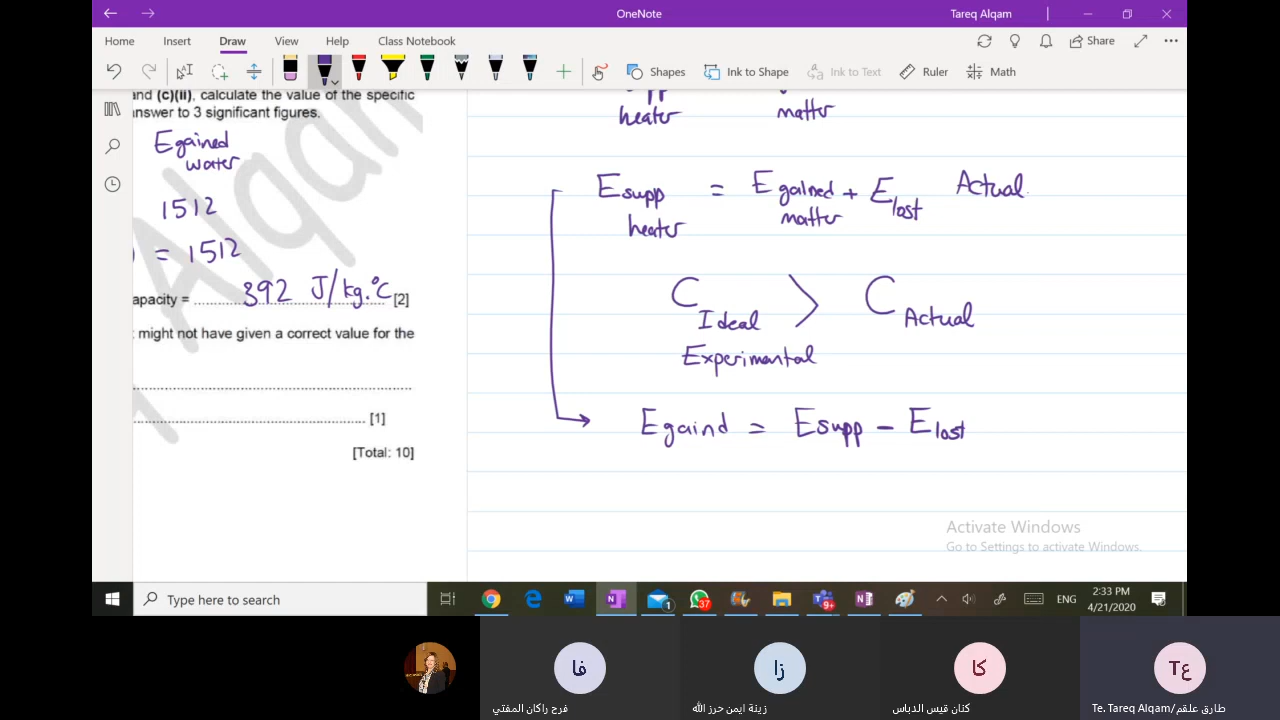 OneNote
Tareq Alqam
Home Insert Draw View Help Class Notebook
Share
Shapes Ink to Shape Ink to Text Ruler Math
and (c)(ii), calculate the value of the specific
answer to 3 significant figures.
Egained
water
1512
) = 1512
apacity = 392 J/kg.°C [2]
t might not have given a correct value for the
[1]
[Total: 10]
Alqam
heater matter
Esupp = Egained + Elost Actual
heater matter
C Ideal > C Actual
Experimental
Egaind = Esupp - Elost
Activate Windows
Go to Settings to activate Windows.
Type here to search
1
37
9+
ENG
2:33 PM
4/21/2020
فا
زا
كا
Tع
فرح راكان المفتي
زينة ايمن حرز الله
كنان قيس الدباس
Te. Tareq Alqam/طارق علقم